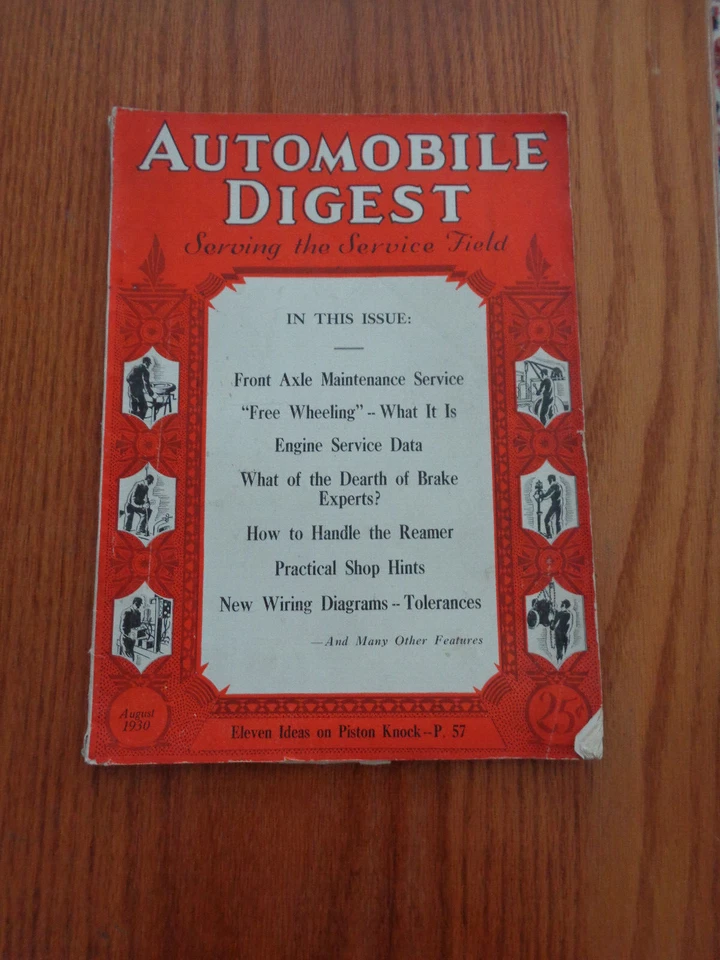 AUTOMOBILE
DIGEST
Serving the Service Field
IN THIS ISSUE:
Front Axle Maintenance Service
"Free Wheeling" -- What It Is
Engine Service Data
What of the Dearth of Brake
Experts?
How to Handle the Reamer
Practical Shop Hints
New Wiring Diagrams -- Tolerances
—And Many Other Features
August
1930
Eleven Ideas on Piston Knock--P. 57
25¢